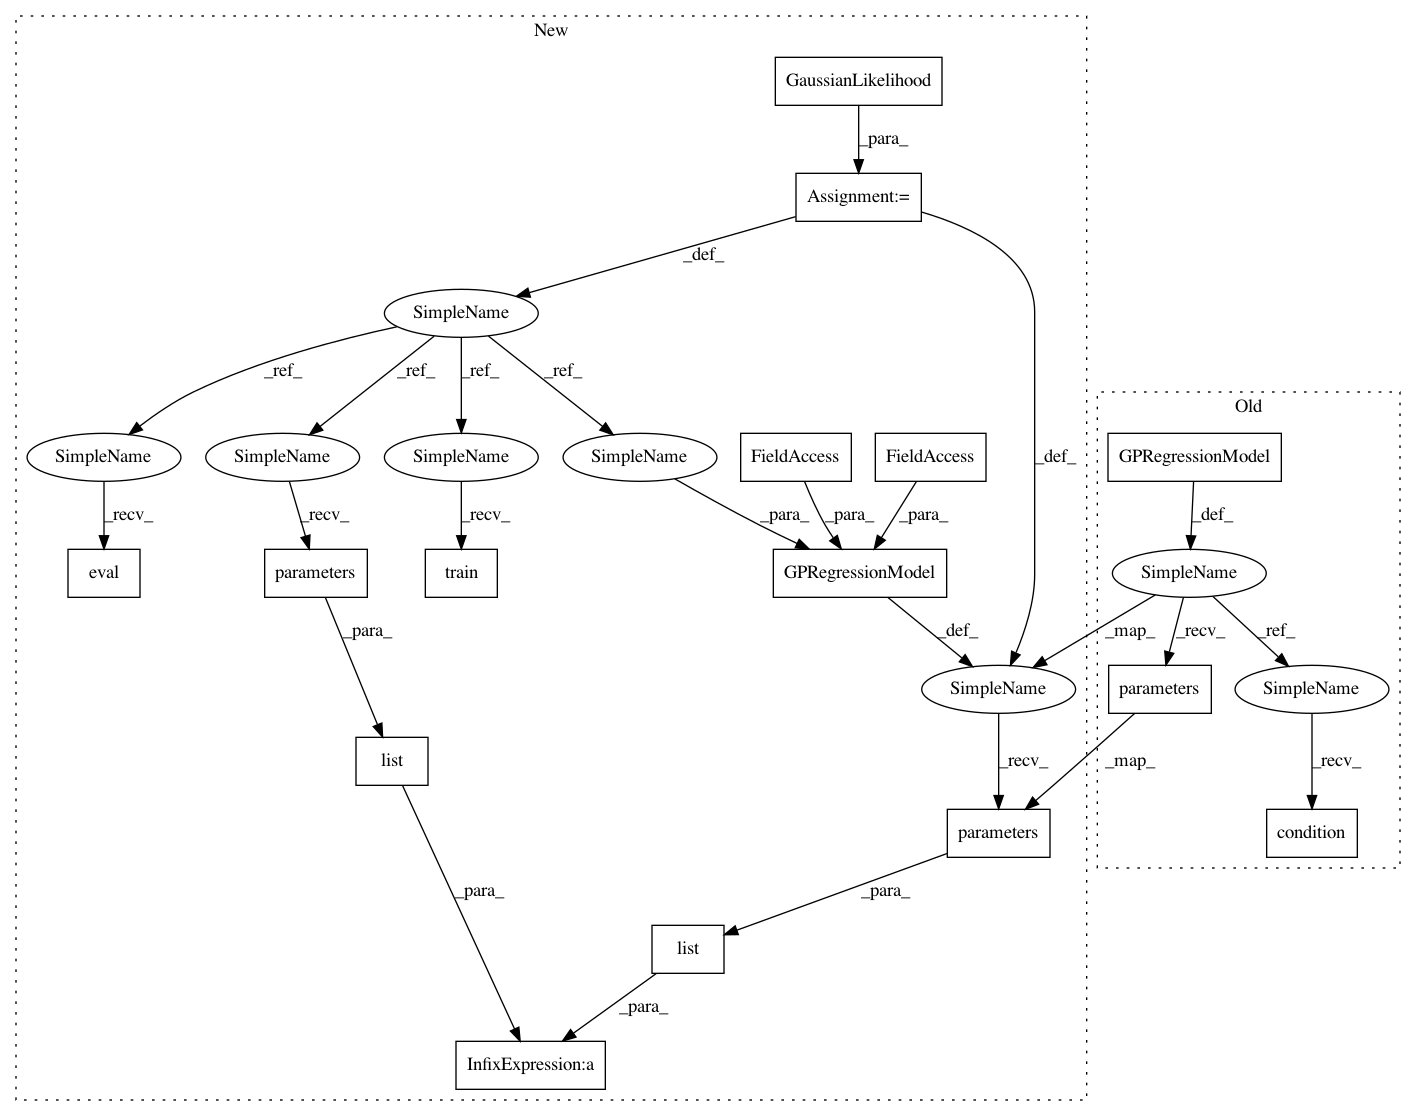 New
GaussianLikelihood
_para_
Assignment:=
_def_
SimpleName
_ref_
_ref_
_ref_
_ref_
_def_
Old
SimpleName
SimpleName
SimpleName
SimpleName
FieldAccess
FieldAccess
GPRegressionModel
_recv_
_recv_
_recv_
_para_
_para_
_para_
_def_
eval
parameters
train
GPRegressionModel
SimpleName
_para_
_def_
_map_
_recv_
_ref_
SimpleName
parameters
SimpleName
list
_recv_
_map_
_recv_
parameters
condition
_para_
_para_
list
_para_
InfixExpression:a